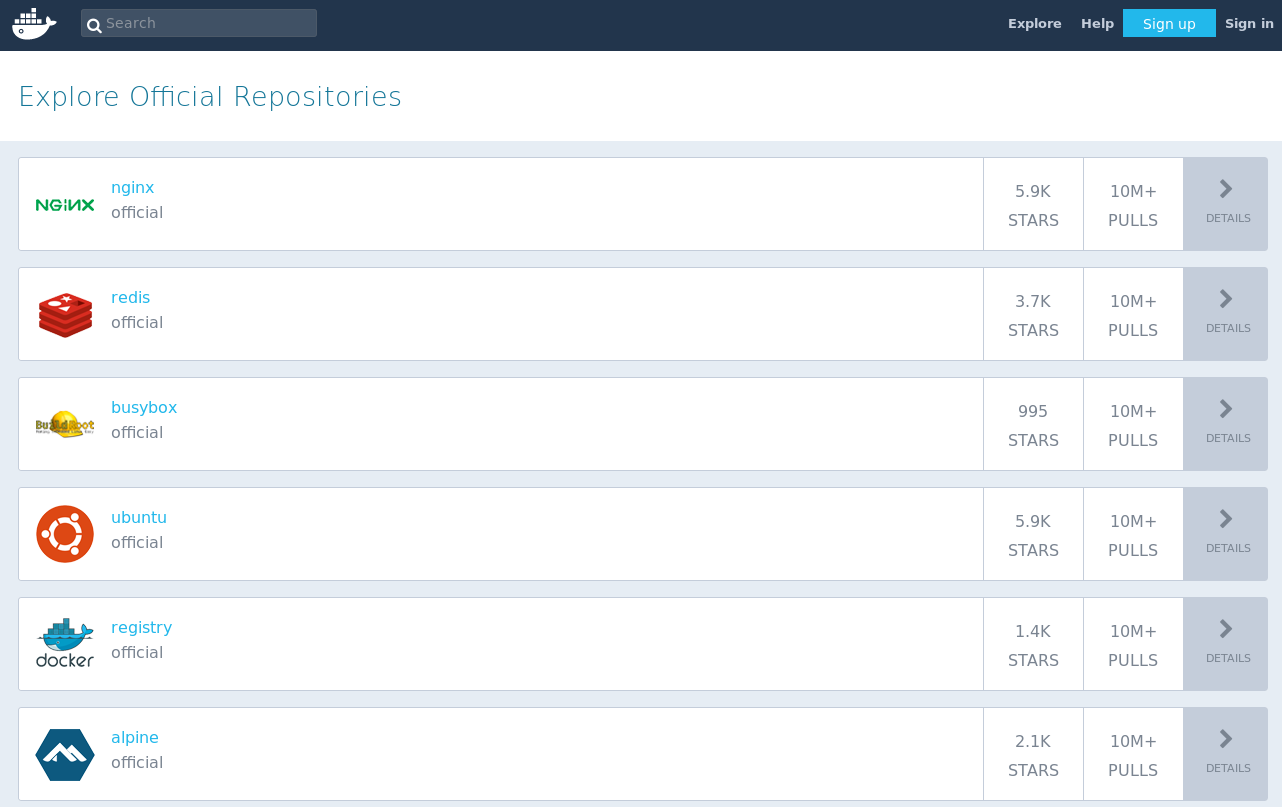 Search
Explore
Help
Sign up
Sign in
Explore Official Repositories
NGiNX
nginx
official
5.9K
STARS
10M+
PULLS
DETAILS
redis
official
3.7K
STARS
10M+
PULLS
DETAILS
BuildRoot
busybox
official
995
STARS
10M+
PULLS
DETAILS
ubuntu
official
5.9K
STARS
10M+
PULLS
DETAILS
docker
registry
official
1.4K
STARS
10M+
PULLS
DETAILS
alpine
official
2.1K
STARS
10M+
PULLS
DETAILS